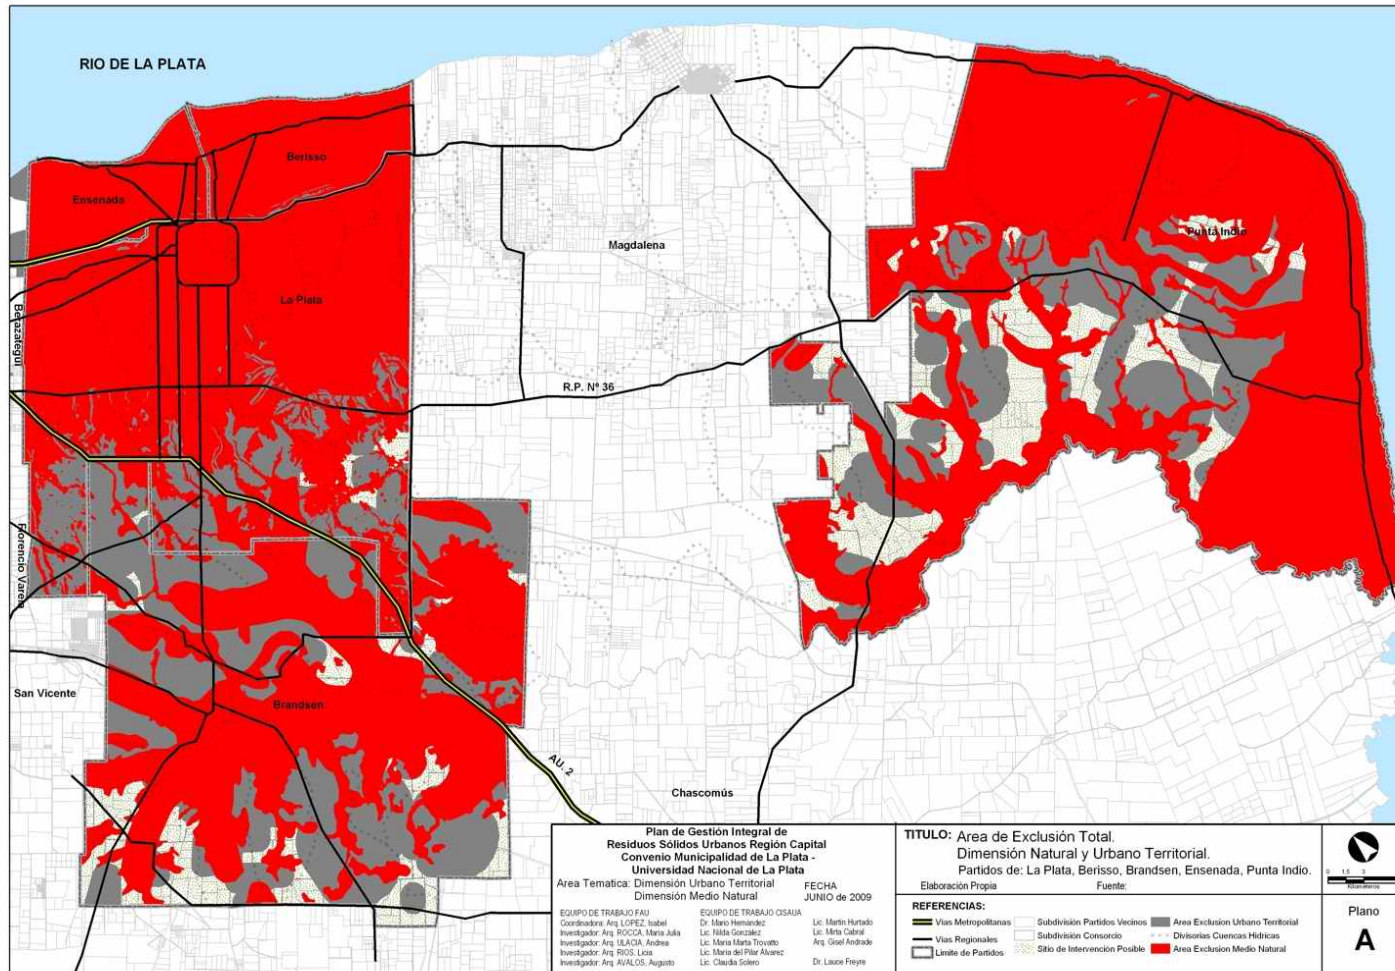 RIO DE LA PLATA
Berisso
Ensenada
Magdalena
Punta Indio
La Plata
Berazategui
R.P. Nº 36
Florencio Varela
San Vicente
Brandsen
AU. 2
Chascomús
Plan de Gestión Integral de
Residuos Sólidos Urbanos Región Capital
Convenio Municipalidad de La Plata -
Universidad Nacional de La Plata
Area Tematica: Dimensión Urbano Territorial
Dimensión Medio Natural
FECHA
JUNIO de 2009
EQUIPO DE TRABAJO FAU
Coordinadora: Arq. LOPEZ, Isabel
Investigador: Arq. ROCCA, Maria Julia
Investigador: Arq. ULACIA, Andrea
Investigador: Arq. RIOS, Licia
Investigador: Arq. AVALOS, Augusto
EQUIPO DE TRABAJO CISAUA
Dr. Mario Hernández
Lic. Nilda González
Lic. Maria Marta Trovatto
Lic. Maria del Pilar Álvarez
Lic. Claudia Solero
Lic. Martin Hurtado
Lic. Mirta Cabral
Arq. Gisel Andrade
Dr. Lauce Freyre
TITULO: Area de Exclusión Total.
Dimensión Natural y Urbano Territorial.
Partidos de: La Plata, Berisso, Brandsen, Ensenada, Punta Indio.
Elaboración Propia
Fuente:
REFERENCIAS:
Vias Metropolitanas
Vias Regionales
Limite de Partidos
Subdivisión Partidos Vecinos
Subdivisión Consorcio
Sitio de Intervención Posible
Area Exclusion Urbano Territorial
Divisorias Cuencas Hídricas
Area Exclusion Medio Natural
0 1,5 3
Kilometros
Plano
A